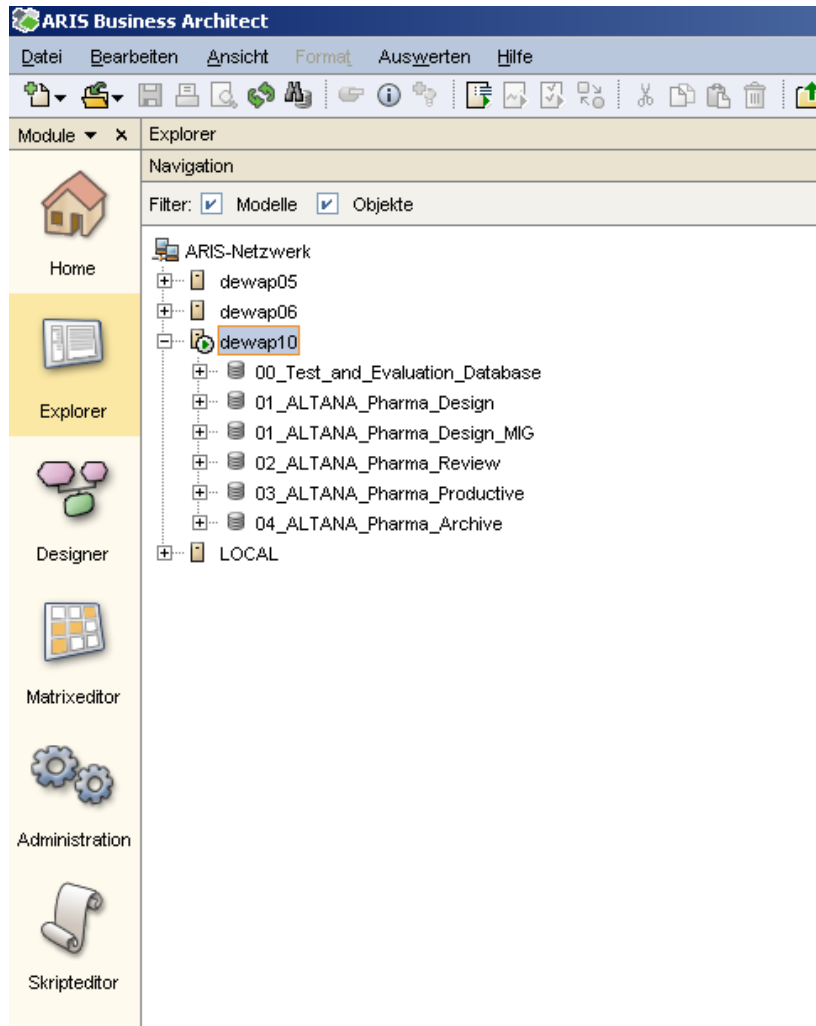 ARIS Business Architect
Datei Bearbeiten Ansicht Format Auswerten Hilfe
Module Explorer
Navigation
Filter: Modelle Objekte
ARIS-Netzwerk
Home
dewap05
dewap06
dewap10
00_Test_and_Evaluation_Database
01_ALTANA_Pharma_Design
Explorer
01_ALTANA_Pharma_Design_MIG
02_ALTANA_Pharma_Review
03_ALTANA_Pharma_Productive
04_ALTANA_Pharma_Archive
Designer
LOCAL
Matrixeditor
Administration
Skripteditor